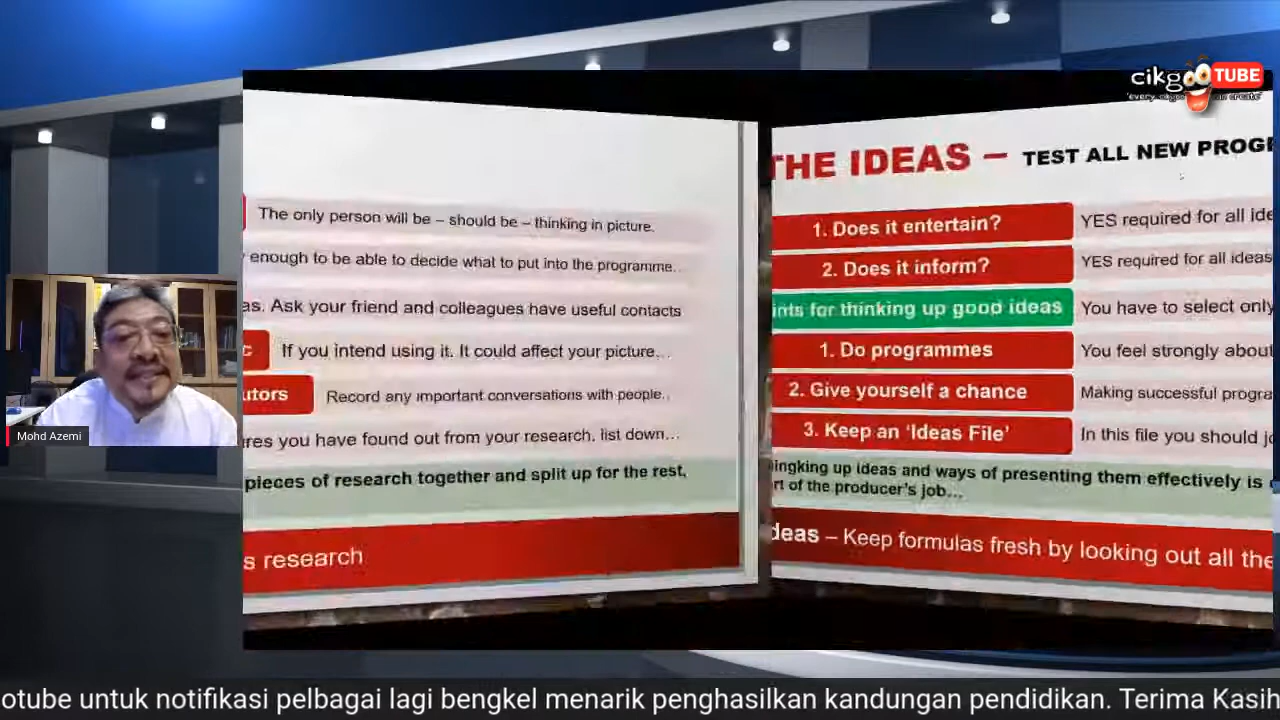 cikgooTUBE
The only person will be – should be – thinking in picture.
enough to be able to decide what to put into the programme..
as. Ask your friend and colleagues have useful contacts
c
If you intend using it. It could affect your picture...
utors
Record any important conversations with people..
res you have found out from your research. list down...
pieces of research together and split up for the rest.
s research
THE IDEAS – TEST ALL NEW PROG
1. Does it entertain?
YES required for all ide
2. Does it inform?
YES required for all ideas
ints for thinking up good ideas
You have to select only
1. Do programmes
You feel strongly about
2. Give yourself a chance
Making successful progra
3. Keep an 'Ideas File'
In this file you should jo
ingking up ideas and ways of presenting them effectively is
rt of the producer's job...
deas – Keep formulas fresh by looking out all the
Mohd Azemi
otube untuk notifikasi pelbagai lagi bengkel menarik penghasilkan kandungan pendidikan. Terima Kasih